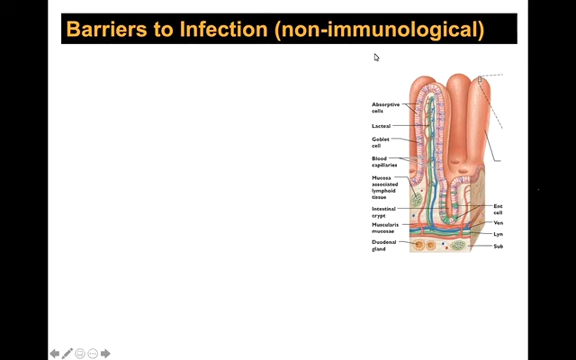 Barriers to Infection (non-immunological)
Absorptive
cells
Lacteal
Goblet
cell
Blood
capillaries
Mucosa
associated
lymphoid
tissue
Intestinal
crypt
Muscularis
mucosae
Duodenal
gland
Ent
cell
Ven
Lyn
Sub